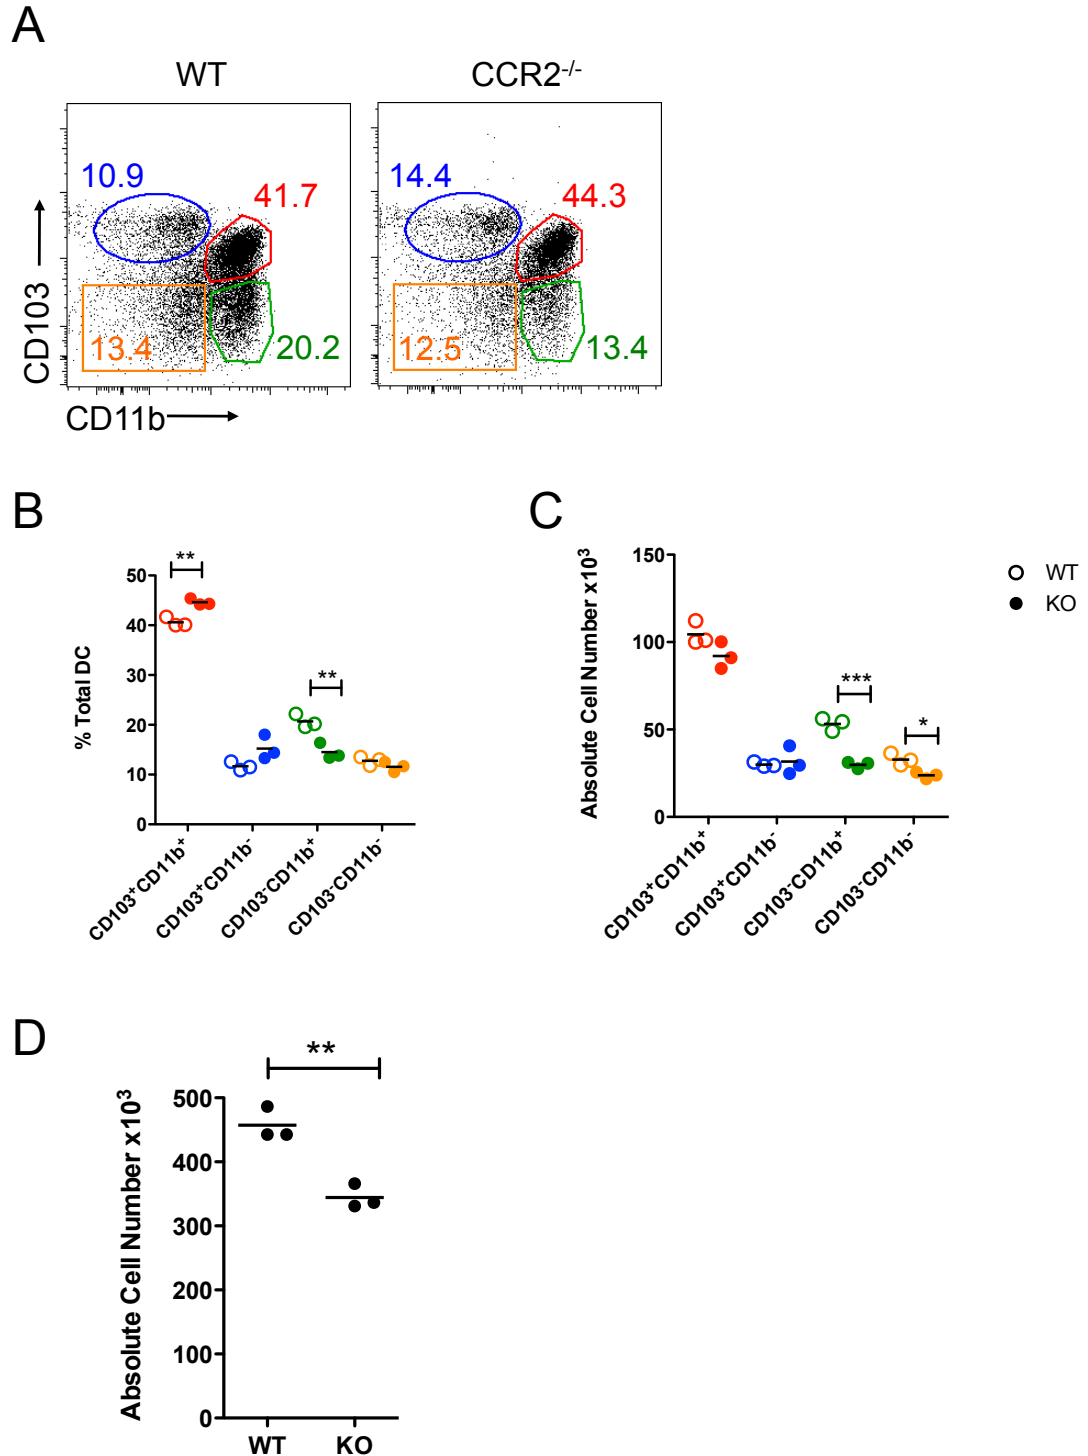 A
WT
CCR2-/-
10.9
41.7
13.4
20.2
14.4
44.3
12.5
13.4
CD103
CD11b
B
% Total DC
50
40
30
20
10
0
**
**
CD103+CD11b+
CD103+CD11b-
CD103-CD11b+
CD103-CD11b-
C
Absolute Cell Number x10³
150
100
50
0
***
*
CD103+CD11b+
CD103+CD11b-
CD103-CD11b+
CD103-CD11b-
WT
KO
D
**
Absolute Cell Number x10³
500
400
300
200
100
0
WT
KO